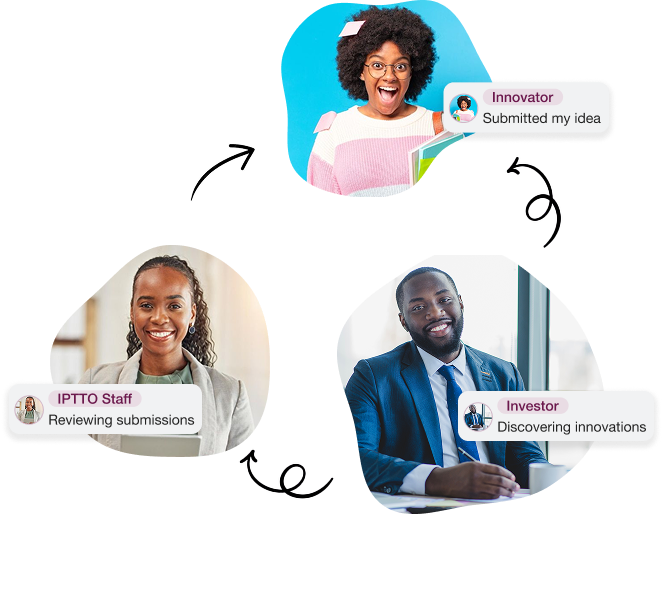 Innovator
Submitted my idea
IPTTO Staff
Reviewing submissions
Investor
Discovering innovations